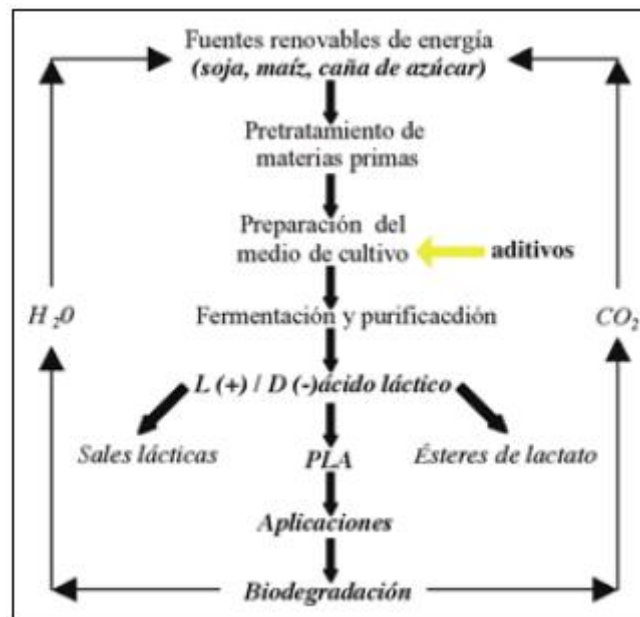 Fuentes renovables de energía
(soja, maíz, caña de azúcar)
Pretratamiento de
materias primas
Preparación del
medio de cultivo
aditivos
H₂0
Fermentación y purificacdión
CO₂
L (+) / D (-)ácido láctico
Sales lácticas
PLA
Ésteres de lactato
Aplicaciones
Biodegradación